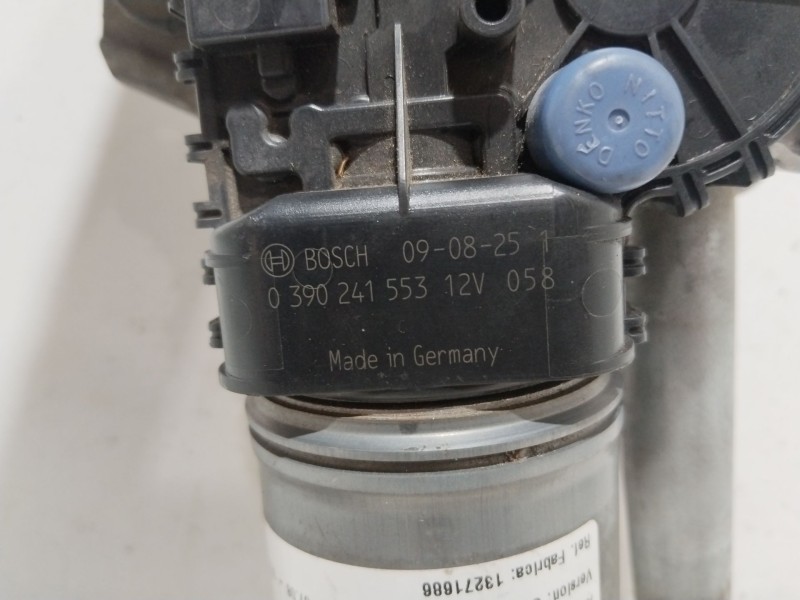 NITTO
DENKO
BOSCH 09-08-25 1
0 390 241 553 12V 058
Made in Germany
Ref. Fabrica: 13271686
Version: